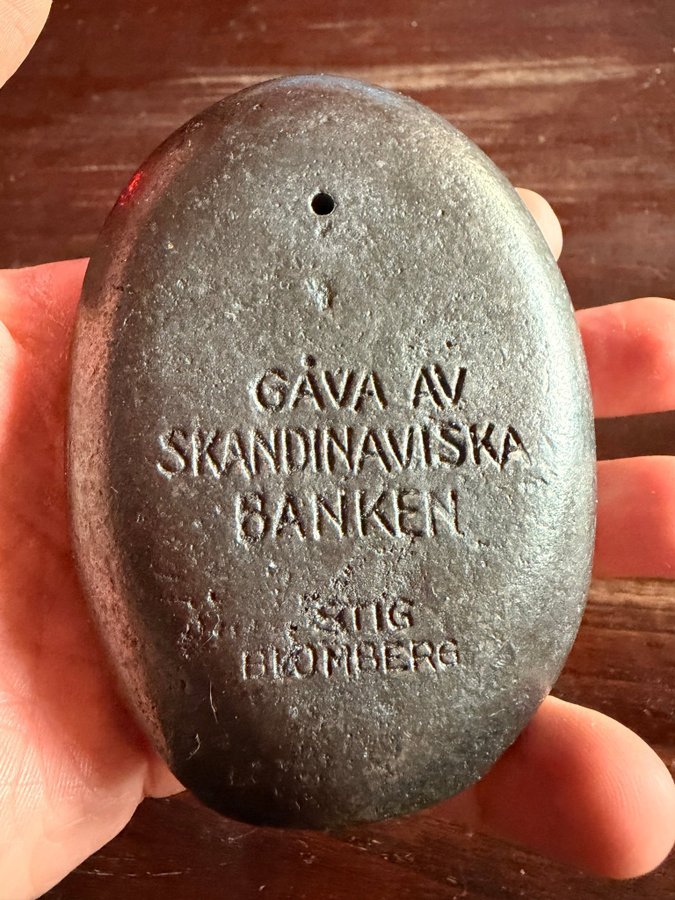 GÅVA AV
SKANDINAVISKA
BANKEN
STIG
BLOMBERG